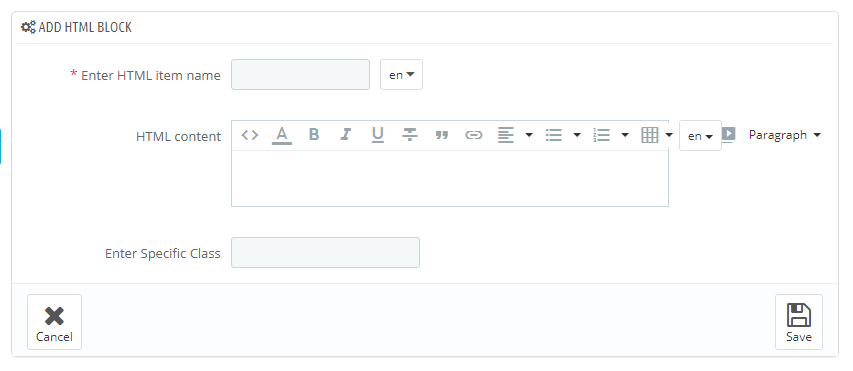 ADD HTML BLOCK
* Enter HTML item name en
HTML content <> A B I U T en Paragraph
Enter Specific Class
Cancel Save